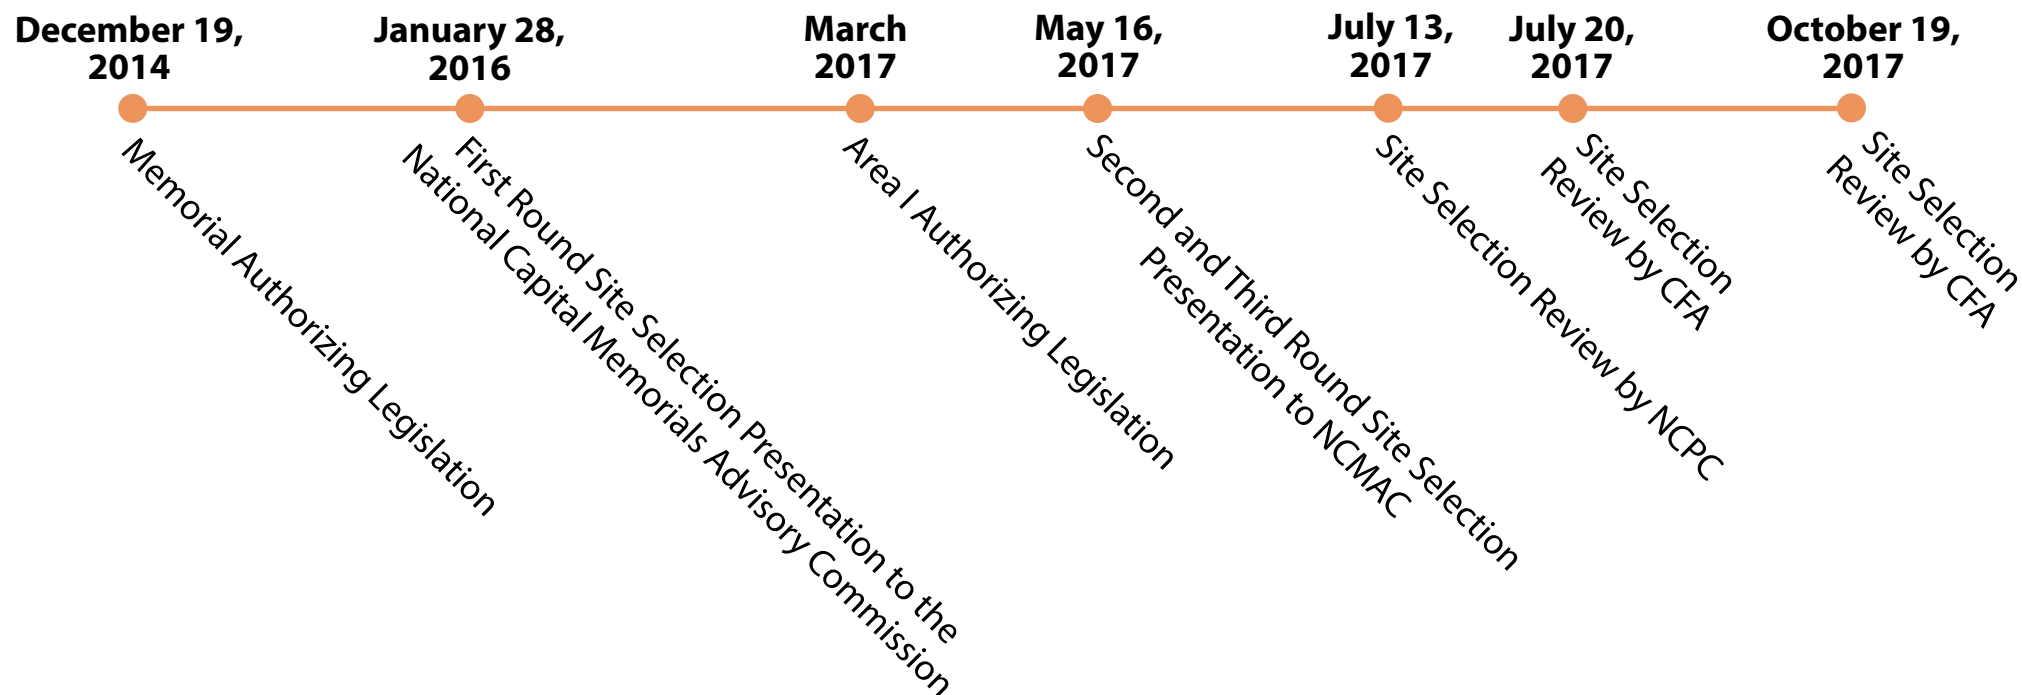 December 19,
2014
January 28,
2016
March
2017
May 16,
2017
July 13,
2017
July 20,
2017
October 19,
2017
Memorial Authorizing Legislation
First Round Site Selection Presentation to the
National Capital Memorials Advisory Commission
Area I Authorizing Legislation
Second and Third Round Site Selection
Presentation to NCMAC
Site Selection Review by NCPC
Site Selection
Review by CFA
Site Selection
Review by CFA